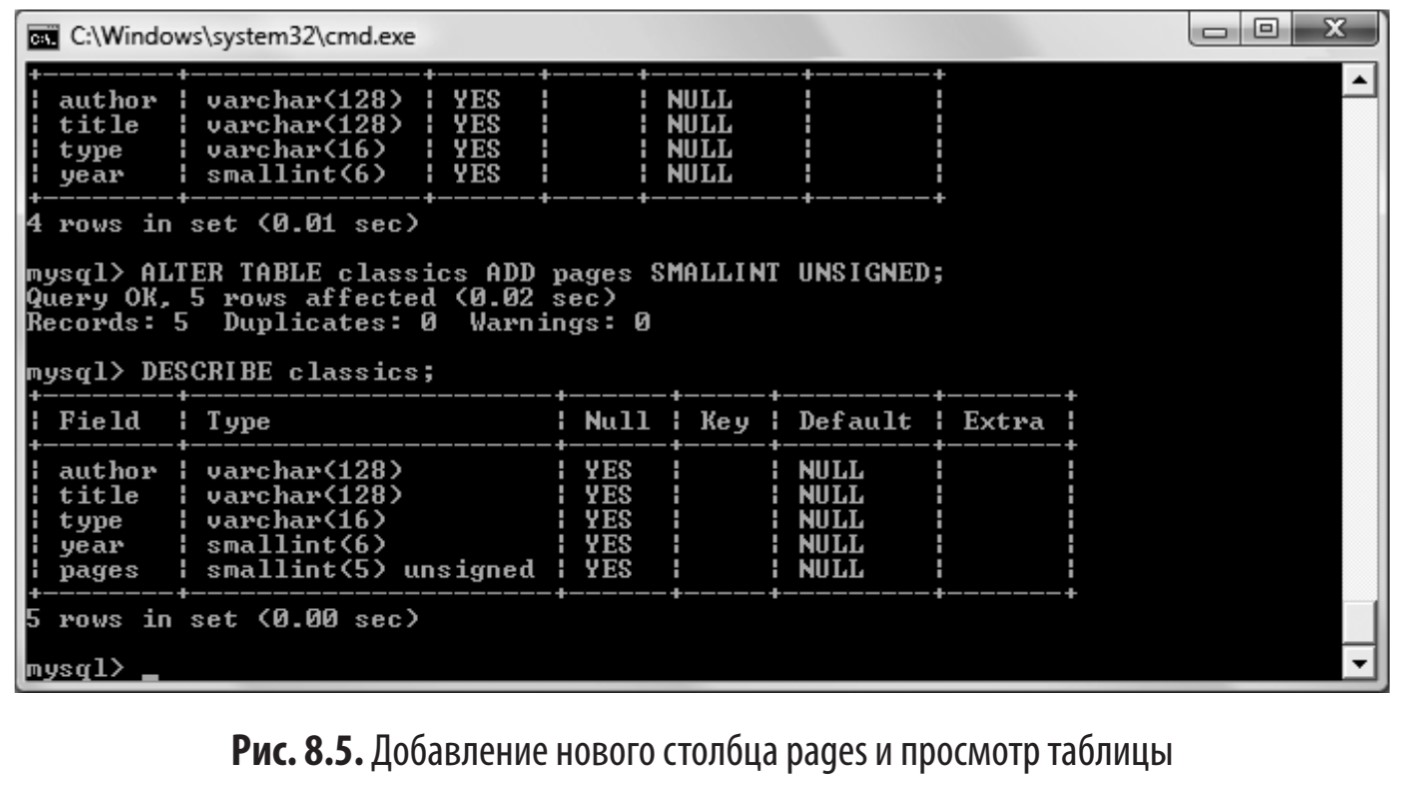 C:\Windows\system32\cmd.exe
+--------+--------------+------+-----+---------+-------+
| author | varchar(128) | YES | | NULL | |
| title | varchar(128) | YES | | NULL | |
| type | varchar(16) | YES | | NULL | |
| year | smallint(6) | YES | | NULL | |
+--------+--------------+------+-----+---------+-------+
4 rows in set (0.01 sec)
mysql> ALTER TABLE classics ADD pages SMALLINT UNSIGNED;
Query OK, 5 rows affected (0.02 sec)
Records: 5 Duplicates: 0 Warnings: 0
mysql> DESCRIBE classics;
+--------+----------------------+------+-----+---------+-------+
| Field | Type | Null | Key | Default | Extra |
+--------+----------------------+------+-----+---------+-------+
| author | varchar(128) | YES | | NULL | |
| title | varchar(128) | YES | | NULL | |
| type | varchar(16) | YES | | NULL | |
| year | smallint(6) | YES | | NULL | |
| pages | smallint(5) unsigned | YES | | NULL | |
+--------+----------------------+------+-----+---------+-------+
5 rows in set (0.00 sec)
mysql> _
Рис. 8.5. Добавление нового столбца pages и просмотр таблицы